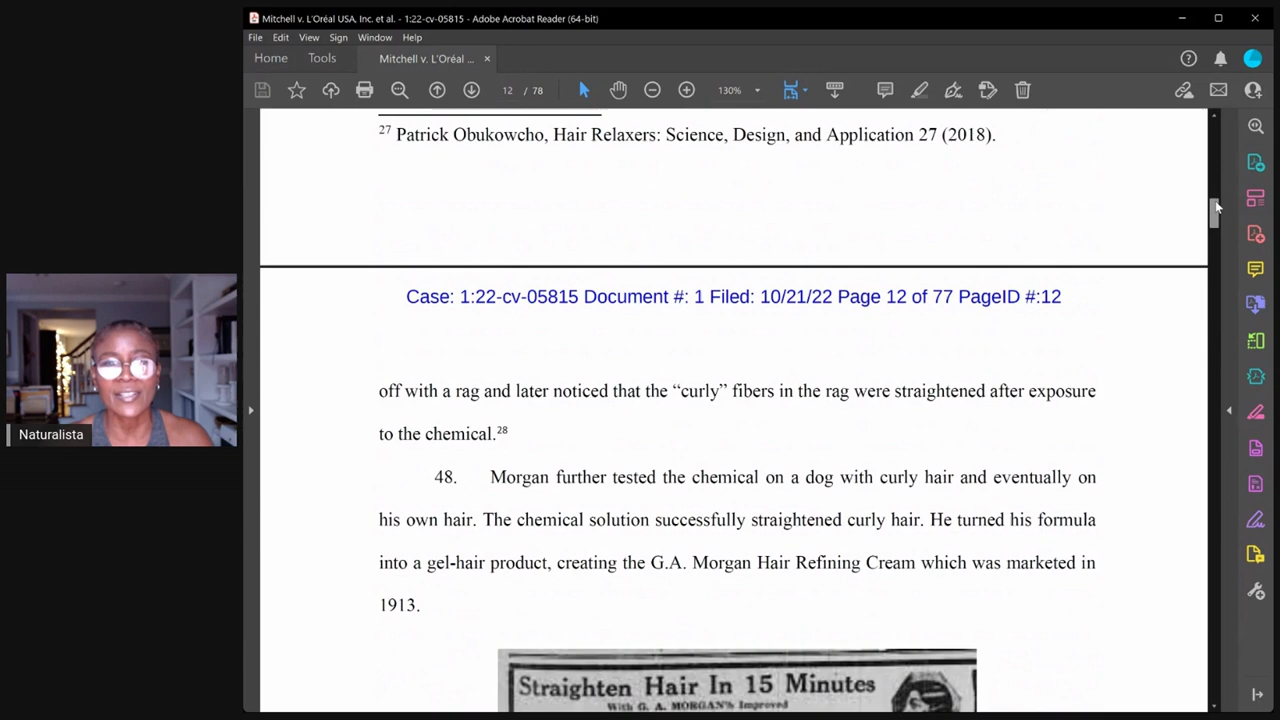 Mitchell v. L'Oréal USA, Inc. et al. - 1:22-cv-05815 - Adobe Acrobat Reader (64-bit)
File Edit View Sign Window Help
Home Tools Mitchell v. L'Oréal ... ×
12 / 78 130%
27 Patrick Obukowcho, Hair Relaxers: Science, Design, and Application 27 (2018).
Case: 1:22-cv-05815 Document #: 1 Filed: 10/21/22 Page 12 of 77 PageID #:12
off with a rag and later noticed that the “curly” fibers in the rag were straightened after exposure
to the chemical.28
48. Morgan further tested the chemical on a dog with curly hair and eventually on
his own hair. The chemical solution successfully straightened curly hair. He turned his formula
into a gel-hair product, creating the G.A. Morgan Hair Refining Cream which was marketed in
1913.
Straighten Hair In 15 Minutes
With G. A. MORGAN's Improved
Naturalista